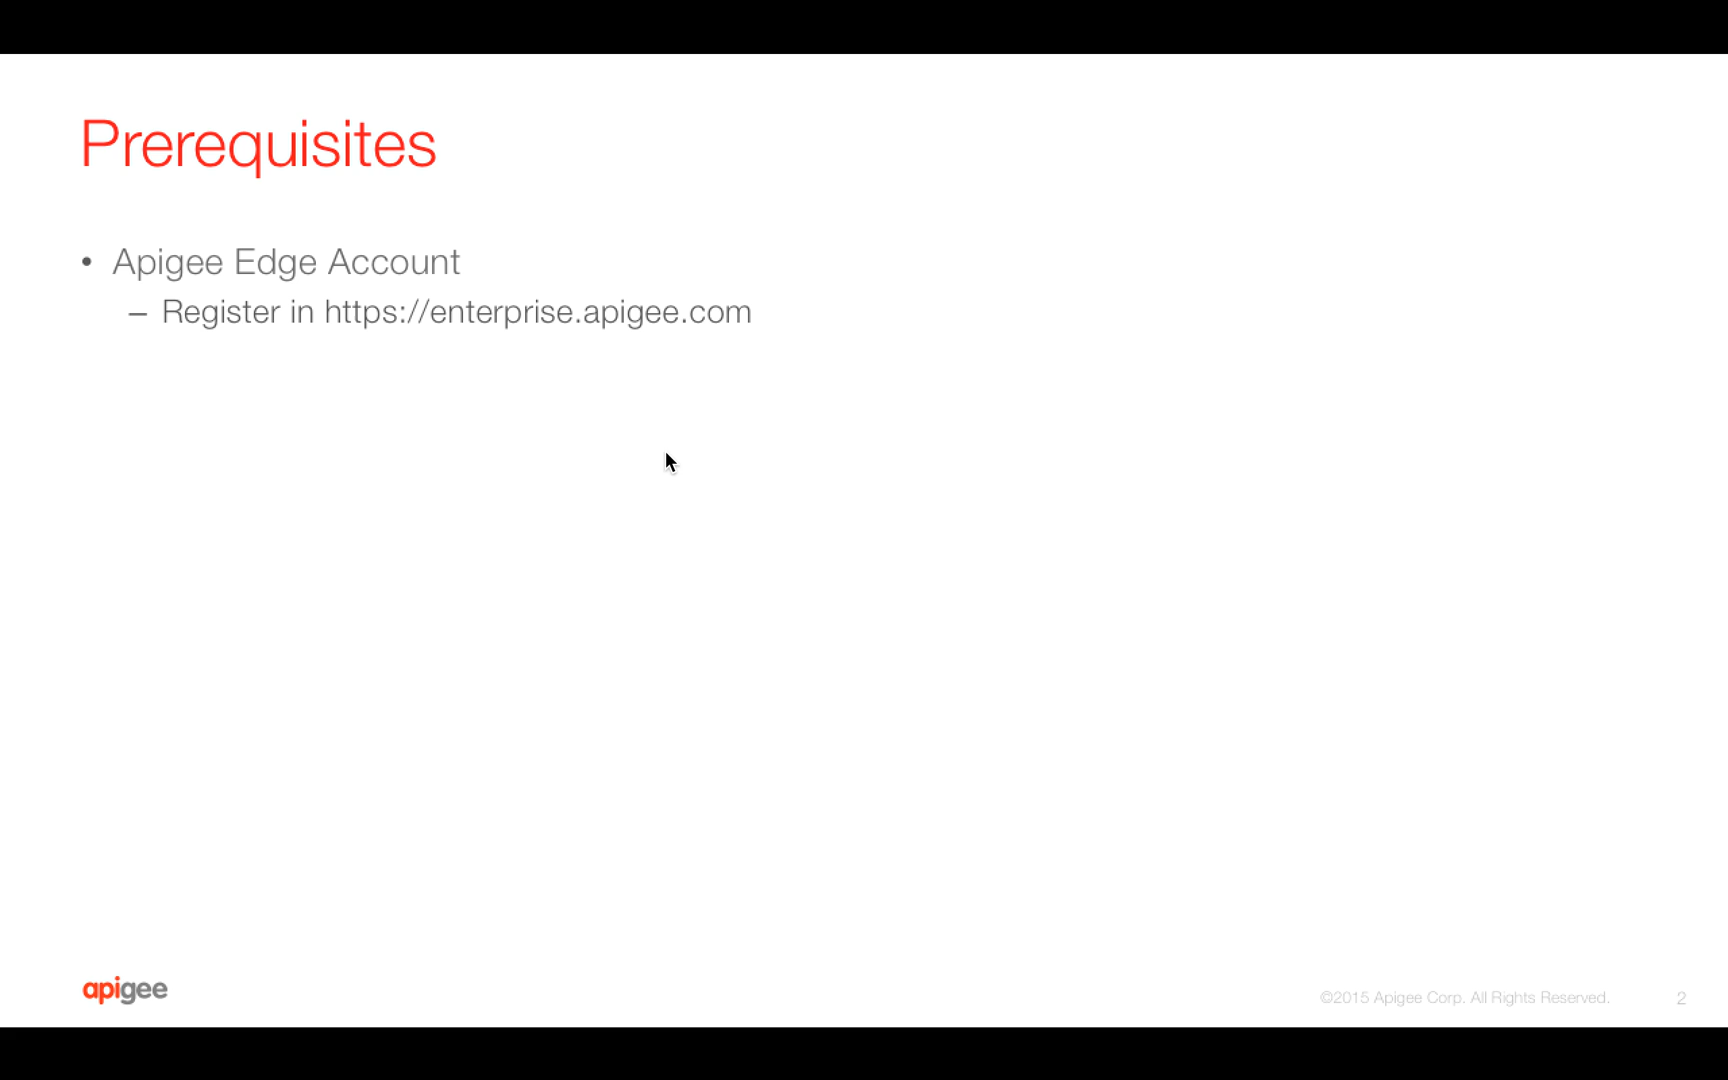 Prerequisites
• Apigee Edge Account
– Register in https://enterprise.apigee.com
apigee
©2015 Apigee Corp. All Rights Reserved.
2